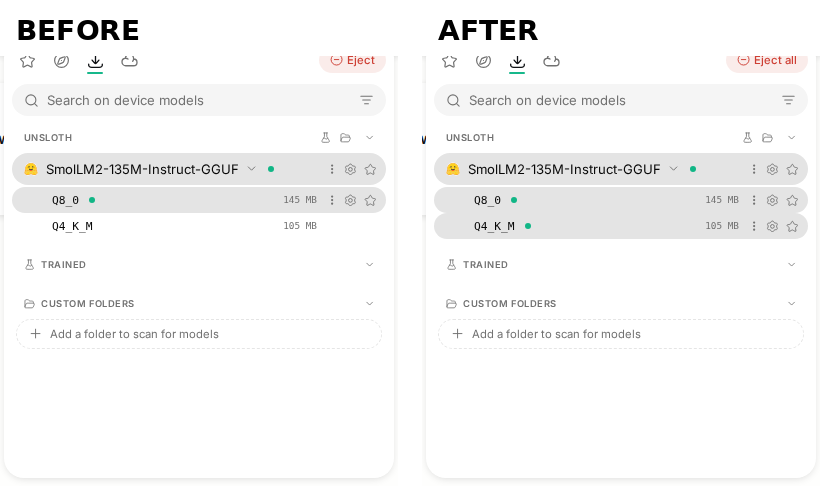 BEFORE
Eject
Search on device models
UNSLOTH
SmolLM2-135M-Instruct-GGUF
Q8_0 145 MB
Q4_K_M 105 MB
TRAINED
CUSTOM FOLDERS
Add a folder to scan for models
AFTER
Eject all
Search on device models
UNSLOTH
SmolLM2-135M-Instruct-GGUF
Q8_0 145 MB
Q4_K_M 105 MB
TRAINED
CUSTOM FOLDERS
Add a folder to scan for models